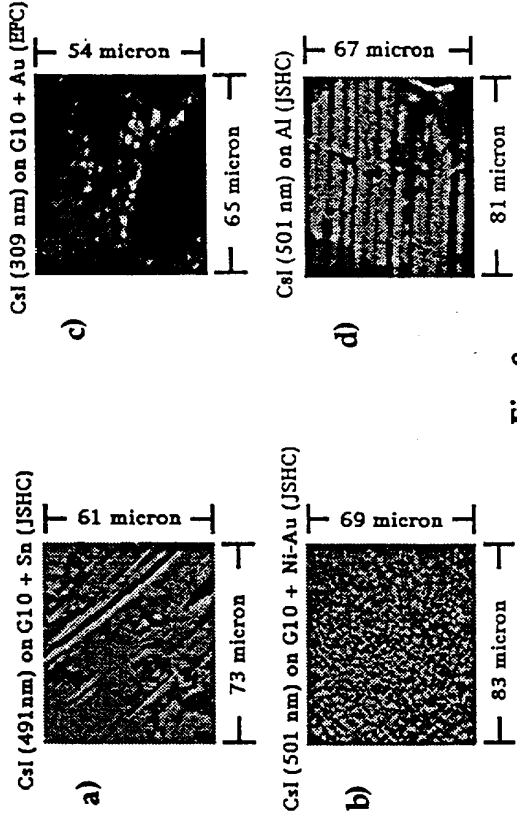 a)
CsI (491nm) on G10 + Sn (JSHC)
61 micron
73 micron
b)
CsI (501 nm) on G10 + Ni-Au (JSHC)
69 micron
83 micron
c)
CsI (309 nm) on G10 + Au (EPC)
54 micron
65 micron
d)
CsI (501 nm) on Al (JSHC)
67 micron
81 micron